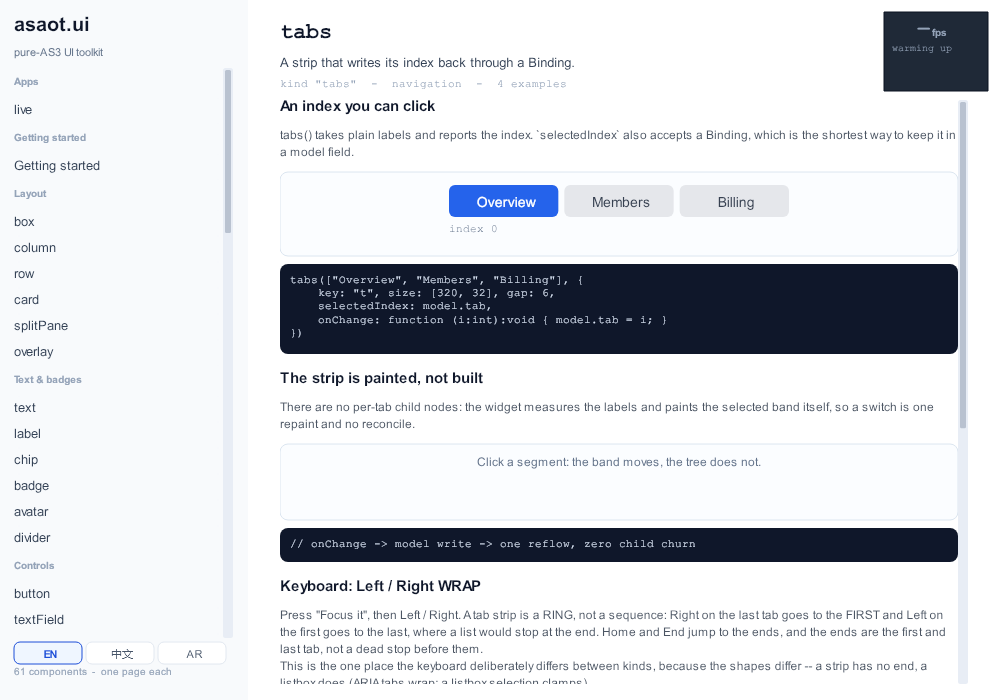 asaot.ui
pure-AS3 UI toolkit
Apps
live
Getting started
Getting started
Layout
box
column
row
card
splitPane
overlay
Text & badges
text
label
chip
badge
avatar
divider
Controls
button
textField
EN
中文
AR
61 components - one page each
tabs
A strip that writes its index back through a Binding.
kind "tabs" - navigation - 4 examples
fps
warming up
An index you can click
tabs() takes plain labels and reports the index. `selectedIndex` also accepts a Binding, which is the shortest way to keep it in
a model field.
Overview
Members
Billing
index 0
tabs(["Overview", "Members", "Billing"], {
    key: "t", size: [320, 32], gap: 6,
    selectedIndex: model.tab,
    onChange: function (i:int):void { model.tab = i; }
})
The strip is painted, not built
There are no per-tab child nodes: the widget measures the labels and paints the selected band itself, so a switch is one
repaint and no reconcile.
Click a segment: the band moves, the tree does not.
// onChange -> model write -> one reflow, zero child churn
Keyboard: Left / Right WRAP
Press "Focus it", then Left / Right. A tab strip is a RING, not a sequence: Right on the last tab goes to the FIRST and Left on
the first goes to the last, where a list would stop at the end. Home and End jump to the ends, and the ends are the first and
last tab, not a dead stop before them.
This is the one place the keyboard deliberately differs between kinds, because the shapes differ -- a strip has no end, a
listbox does (ARIA tabs wrap; a listbox selection clamps).